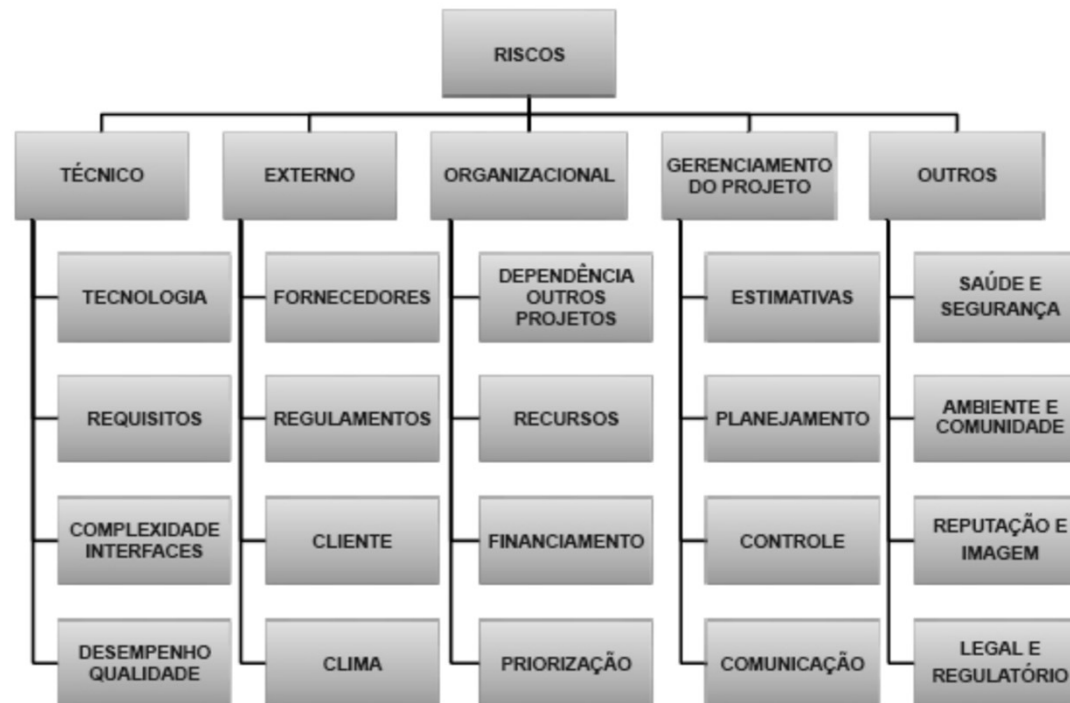 RISCOS
TÉCNICO
EXTERNO
ORGANIZACIONAL
GERENCIAMENTO
DO PROJETO
OUTROS
TECNOLOGIA
FORNECEDORES
DEPENDÊNCIA
OUTROS
PROJETOS
ESTIMATIVAS
SAÚDE E
SEGURANÇA
REQUISITOS
REGULAMENTOS
RECURSOS
PLANEJAMENTO
AMBIENTE E
COMUNIDADE
COMPLEXIDADE
INTERFACES
CLIENTE
FINANCIAMENTO
CONTROLE
REPUTAÇÃO E
IMAGEM
DESEMPENHO
QUALIDADE
CLIMA
PRIORIZAÇÃO
COMUNICAÇÃO
LEGAL E
REGULATÓRIO